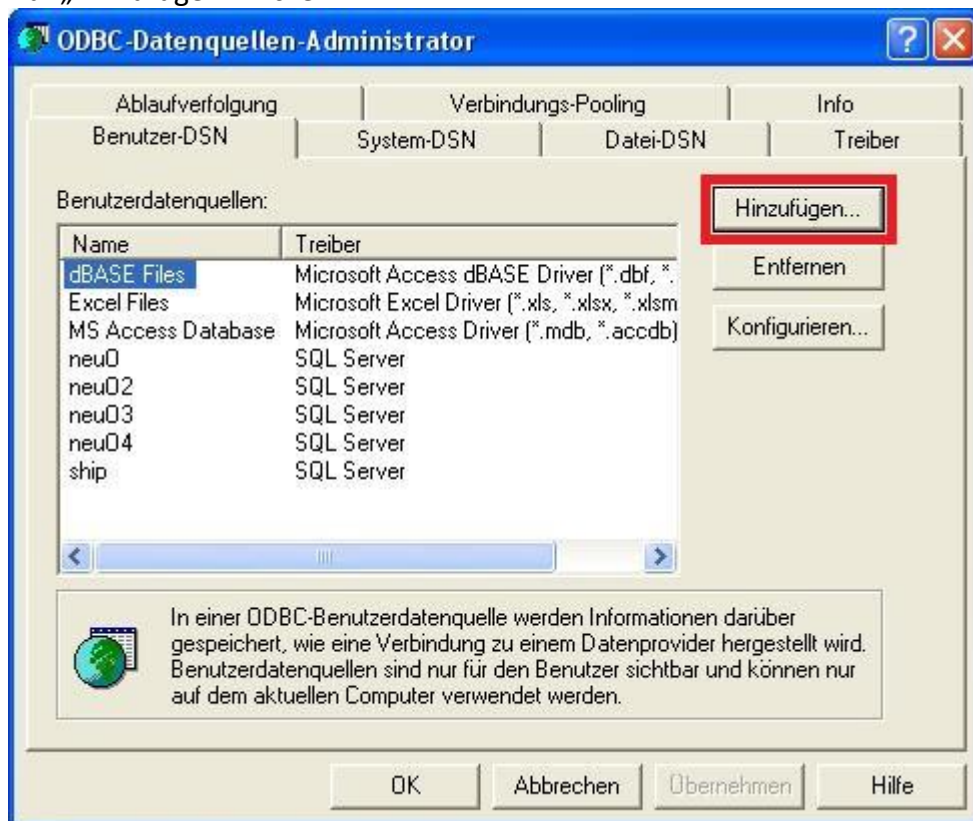 ODBC-Datenquellen-Administrator
Ablaufverfolgung Verbindungs-Pooling Info
Benutzer-DSN System-DSN Datei-DSN Treiber
Benutzerdatenquellen:
Hinzufügen...
Name Treiber
dBASE Files Microsoft Access dBASE Driver (*.dbf, *.
Entfernen
Excel Files Microsoft Excel Driver (*.xls, *.xlsx, *.xlsm
MS Access Database Microsoft Access Driver (*.mdb, *.accdb)
Konfigurieren...
neu0 SQL Server
neu02 SQL Server
neu03 SQL Server
neu04 SQL Server
ship SQL Server
In einer ODBC-Benutzerdatenquelle werden Informationen darüber
gespeichert, wie eine Verbindung zu einem Datenprovider hergestellt wird.
Benutzerdatenquellen sind nur für den Benutzer sichtbar und können nur
auf dem aktuellen Computer verwendet werden.
OK Abbrechen Übernehmen Hilfe